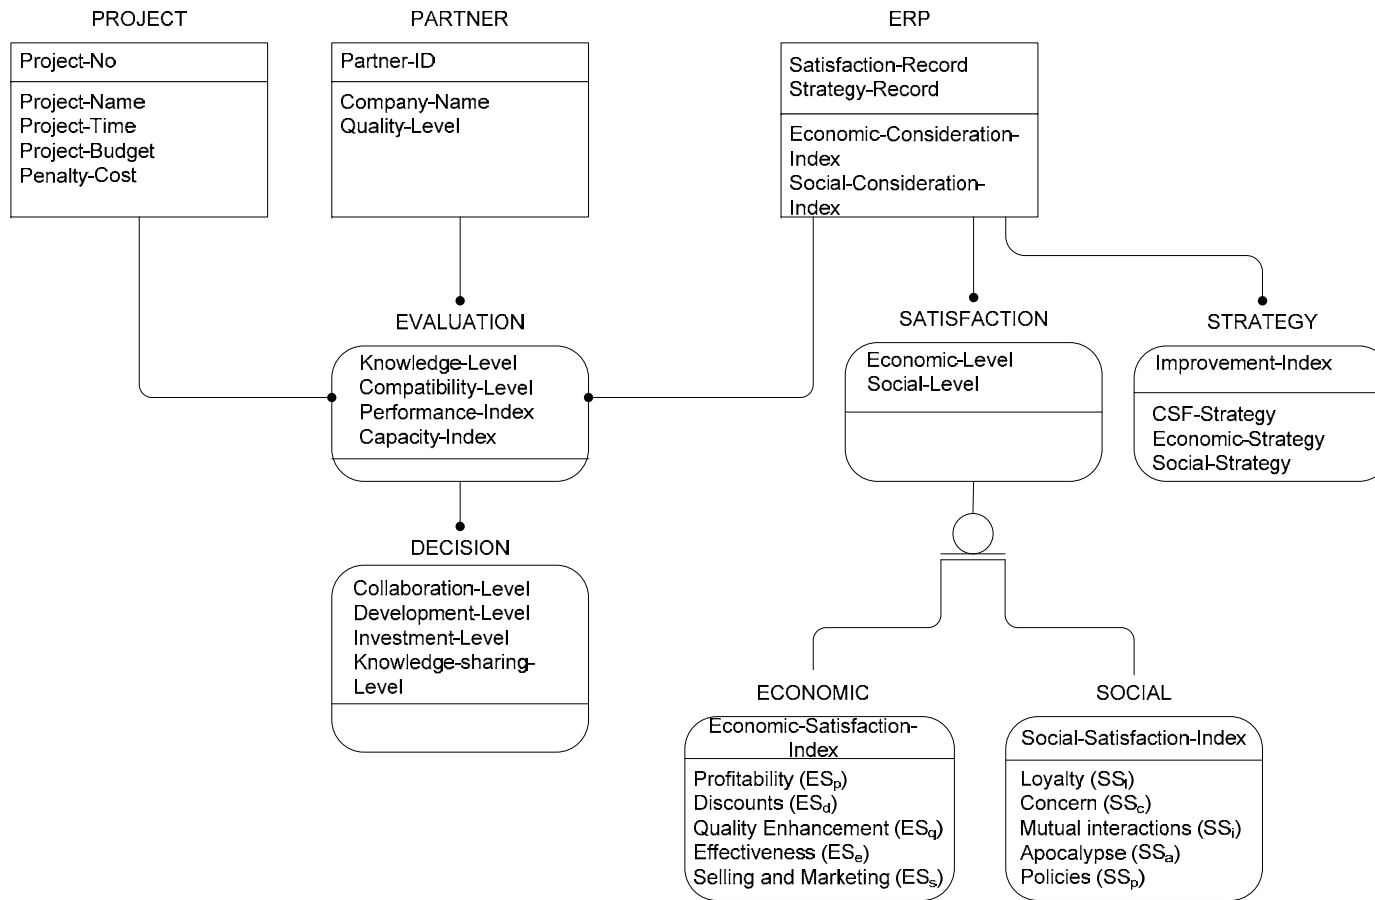 PROJECT
Project-No
Project-Name
Project-Time
Project-Budget
Penalty-Cost
PARTNER
Partner-ID
Company-Name
Quality-Level
ERP
Satisfaction-Record
Strategy-Record
Economic-Consideration-
Index
Social-Consideration-
Index
EVALUATION
Knowledge-Level
Compatibility-Level
Performance-Index
Capacity-Index
SATISFACTION
Economic-Level
Social-Level
STRATEGY
Improvement-Index
CSF-Strategy
Economic-Strategy
Social-Strategy
DECISION
Collaboration-Level
Development-Level
Investment-Level
Knowledge-sharing-
Level
ECONOMIC
Economic-Satisfaction-
Index
Profitability (ESp)
Discounts (ESd)
Quality Enhancement (ESq)
Effectiveness (ESe)
Selling and Marketing (ESs)
SOCIAL
Social-Satisfaction-Index
Loyalty (SSl)
Concern (SSc)
Mutual interactions (SSi)
Apocalypse (SSa)
Policies (SSp)